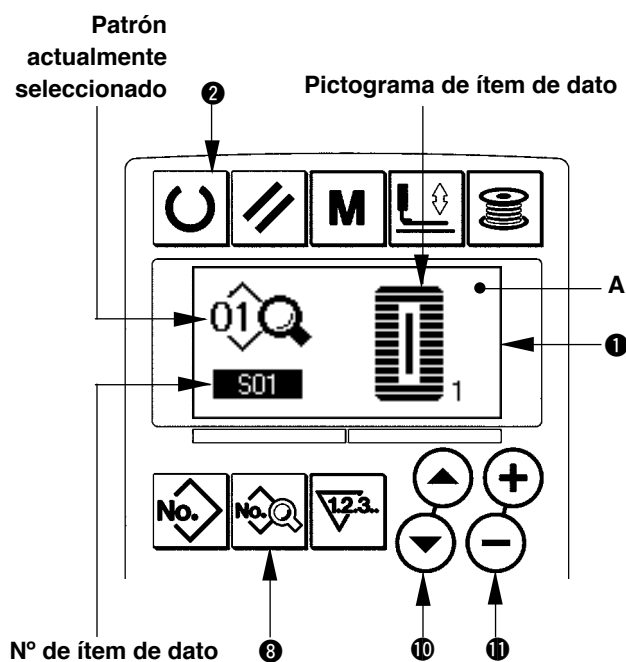 Patrón
actualmente
seleccionado
❷
Pictograma de ítem de dato
M
A
01
❶
S01
1
No.
No.
1.2.3..
Nº de ítem de dato
❽
❿
⓫